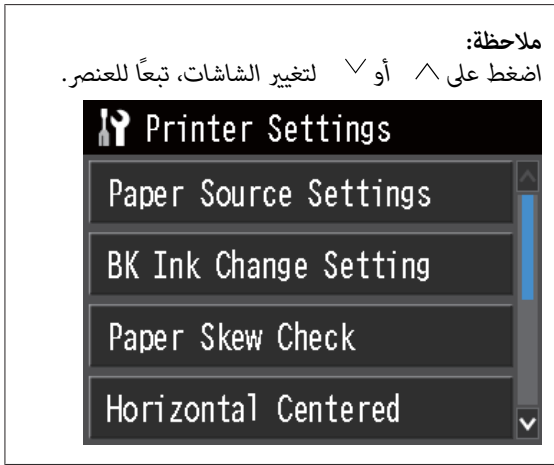 ملاحظة:
اضغط على ∧ أو ∨ لتغيير الشاشات، تبعًا للعنصر.
Printer Settings
Paper Source Settings
BK Ink Change Setting
Paper Skew Check
Horizontal Centered